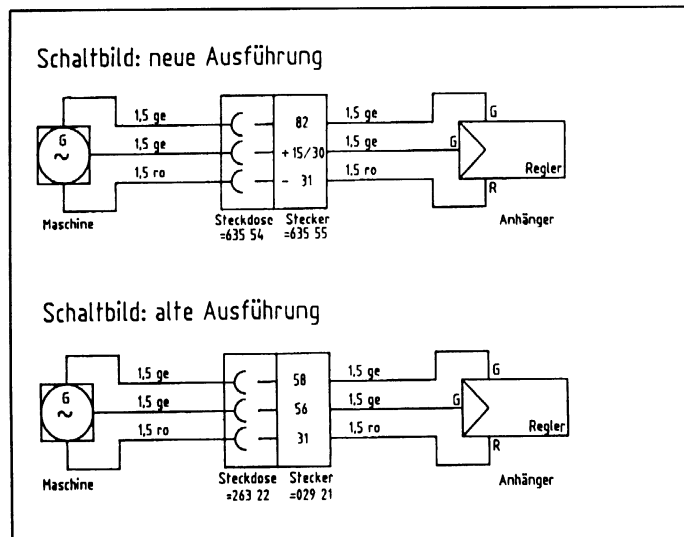 Schaltbild: neue Ausführung
G
~
1,5 ge
1,5 ge
1,5 ro
82
+ 15/30
- 31
1,5 ge
1,5 ge
1,5 ro
G
G
Regler
R
Maschine
Steckdose
=635 54
Stecker
=635 55
Anhänger
Schaltbild: alte Ausführung
G
~
1,5 ge
1,5 ge
1,5 ro
58
56
31
1,5 ge
1,5 ge
1,5 ro
G
G
Regler
R
Maschine
Steckdose
=263 22
Stecker
=029 21
Anhänger